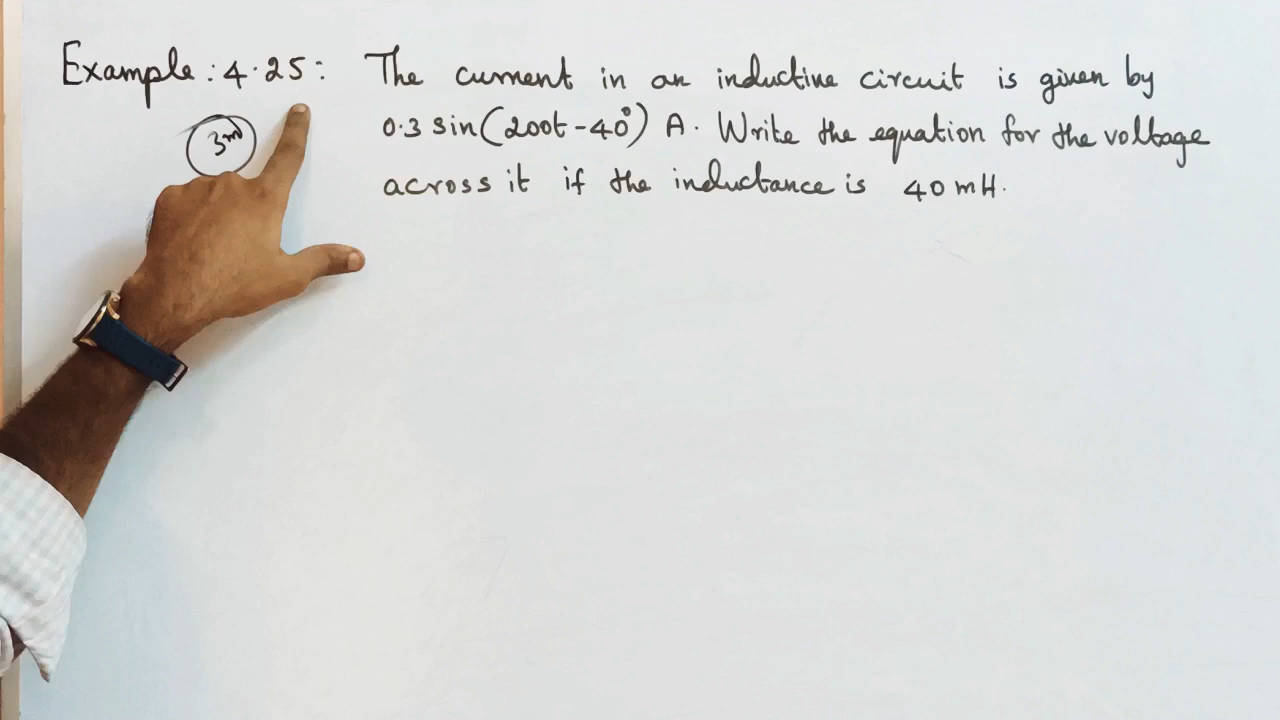 Example: 4.25: The current in an inductive circuit is given by
0.3 sin(200t-40°) A. Write the equation for the voltage
across it if the inductance is 40 mH.
3rd